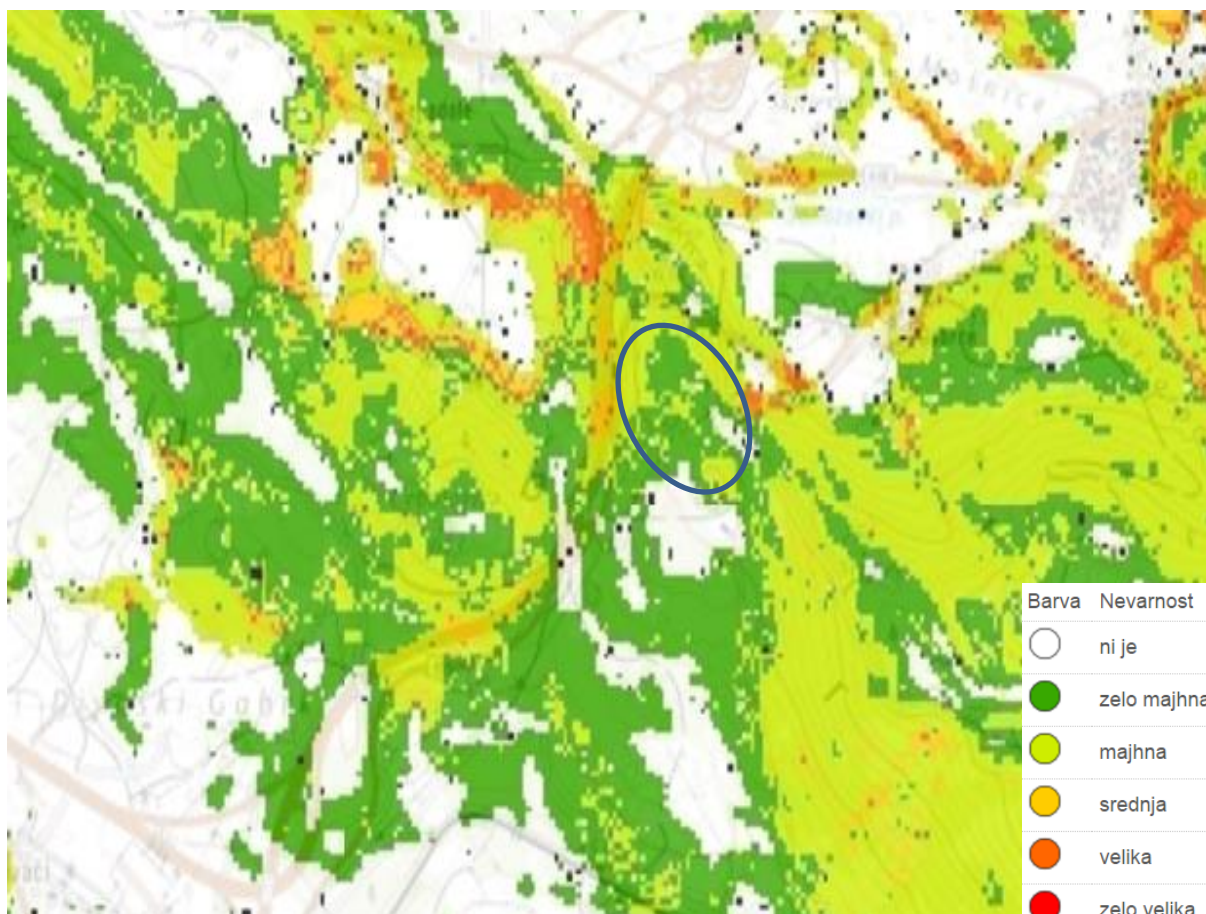 Barva Nevarnost
ni je
zelo majhna
majhna
srednja
velika
zelo velika